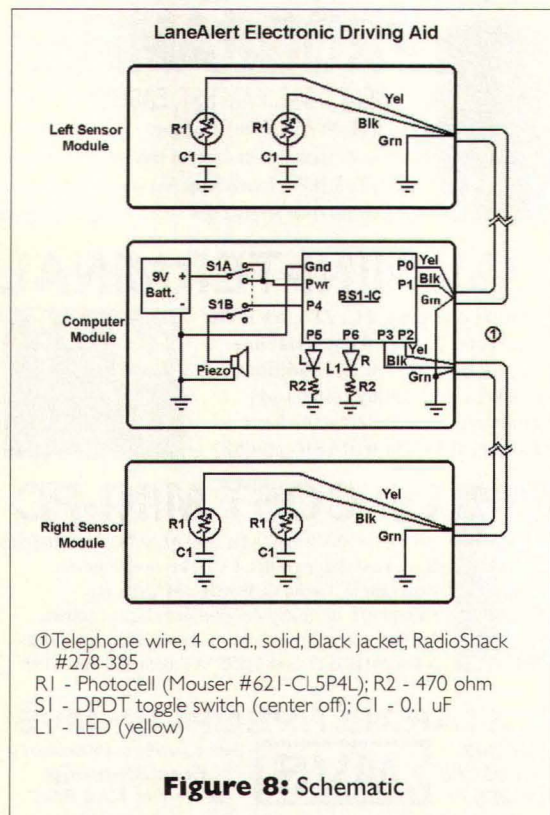 LaneAlert Electronic Driving Aid
Left Sensor
Module
R1
C1
R1
C1
Yel
Blk
Grn
Computer
Module
9V
Batt.
+
-
S1A
S1B
Piezo
Gnd
Pwr
P4
BS1-IC
P0
P1
P5
P6
P3
P2
Yel
Blk
Grn
Yel
Blk
Grn
L
L1
R
R2
R2
①
Right Sensor
Module
R1
C1
R1
C1
Yel
Blk
Grn
①Telephone wire, 4 cond., solid, black jacket, RadioShack
#278-385
R1 - Photocell (Mouser #621-CL5P4L); R2 - 470 ohm
S1 - DPDT toggle switch (center off); C1 - 0.1 uF
L1 - LED (yellow)
Figure 8: Schematic